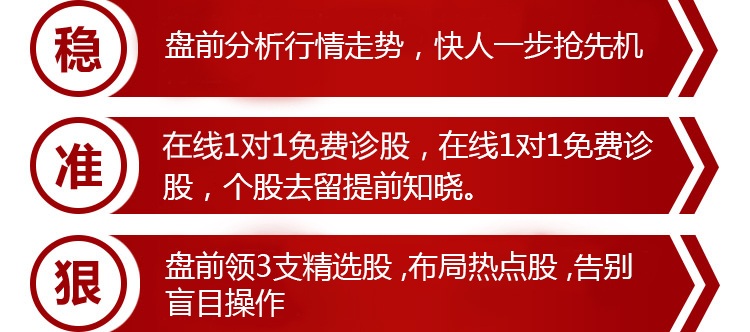 稳
盘前分析行情走势，快人一步抢先机
准
在线1对1免费诊股，在线1对1免费诊
股，个股去留提前知晓。
狠
盘前领3支精选股,布局热点股,告别
盲目操作